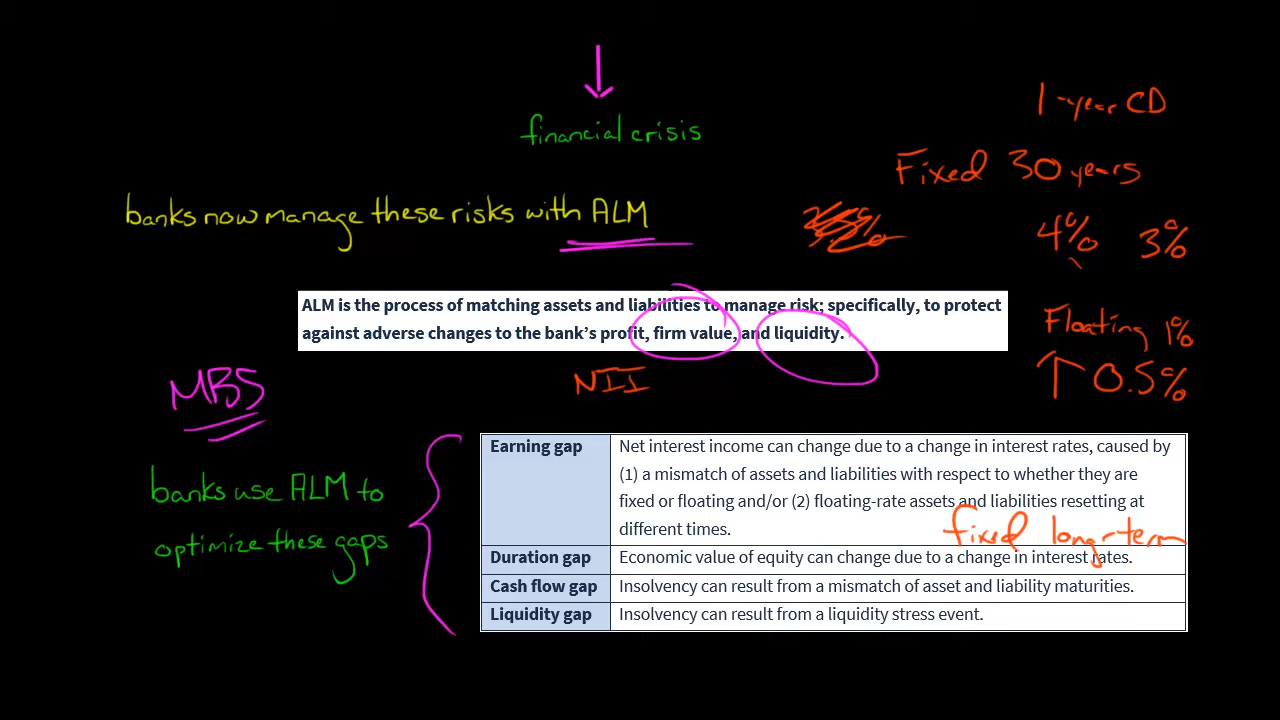 financial crisis
1-year CD
Fixed 30 years
banks now manage these risks with ALM
4% 3%
ALM is the process of matching assets and liabilities to manage risk; specifically, to protect
against adverse changes to the bank's profit, firm value, and liquidity.
Floating 1%
↑ 0.5%
MBS
NII
banks use ALM to
optimize these gaps
Earning gap
Net interest income can change due to a change in interest rates, caused by
(1) a mismatch of assets and liabilities with respect to whether they are
fixed or floating and/or (2) floating-rate assets and liabilities resetting at
different times.
fixed long-term
Duration gap Economic value of equity can change due to a change in interest rates.
Cash flow gap Insolvency can result from a mismatch of asset and liability maturities.
Liquidity gap Insolvency can result from a liquidity stress event.